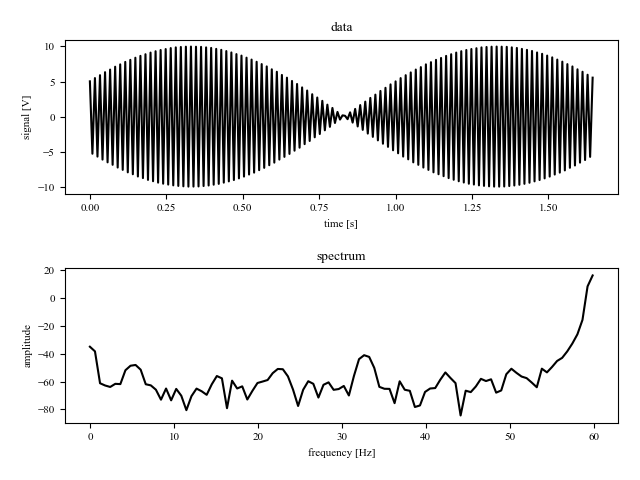 data
10
5
0
−5
−10
signal [V]
0.00 0.25 0.50 0.75 1.00 1.25 1.50
time [s]
spectrum
20
0
−20
−40
−60
−80
amplitude
0 10 20 30 40 50 60
frequency [Hz]